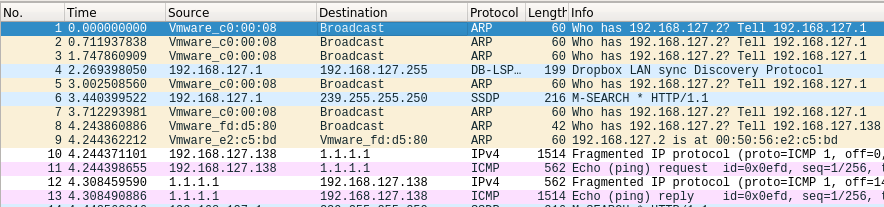 No. Time Source Destination Protocol Length Info
1 0.000000000 Vmware_c0:00:08 Broadcast ARP 60 Who has 192.168.127.2? Tell 192.168.127.1
2 0.711937838 Vmware_c0:00:08 Broadcast ARP 60 Who has 192.168.127.2? Tell 192.168.127.1
3 1.747860909 Vmware_c0:00:08 Broadcast ARP 60 Who has 192.168.127.2? Tell 192.168.127.1
4 2.269398050 192.168.127.1 192.168.127.255 DB-LSP… 199 Dropbox LAN sync Discovery Protocol
5 3.002508560 Vmware_c0:00:08 Broadcast ARP 60 Who has 192.168.127.2? Tell 192.168.127.1
6 3.440399522 192.168.127.1 239.255.255.250 SSDP 216 M-SEARCH * HTTP/1.1
7 3.712293981 Vmware_c0:00:08 Broadcast ARP 60 Who has 192.168.127.2? Tell 192.168.127.1
8 4.243860886 Vmware_fd:d5:80 Broadcast ARP 42 Who has 192.168.127.2? Tell 192.168.127.138
9 4.244362212 Vmware_e2:c5:bd Vmware_fd:d5:80 ARP 60 192.168.127.2 is at 00:50:56:e2:c5:bd
10 4.244371101 192.168.127.138 1.1.1.1 IPv4 1514 Fragmented IP protocol (proto=ICMP 1, off=0,
11 4.244398655 192.168.127.138 1.1.1.1 ICMP 562 Echo (ping) request id=0x0efd, seq=1/256, t
12 4.308459590 1.1.1.1 192.168.127.138 IPv4 562 Fragmented IP protocol (proto=ICMP 1, off=14
13 4.308490886 1.1.1.1 192.168.127.138 ICMP 1514 Echo (ping) reply id=0x0efd, seq=1/256, t